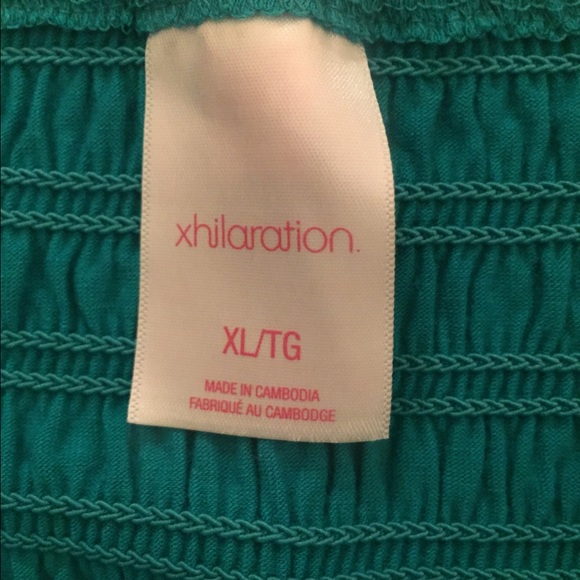 xhilaration.
XL/TG
MADE IN CAMBODIA
FABRIQUÉ AU CAMBODGE